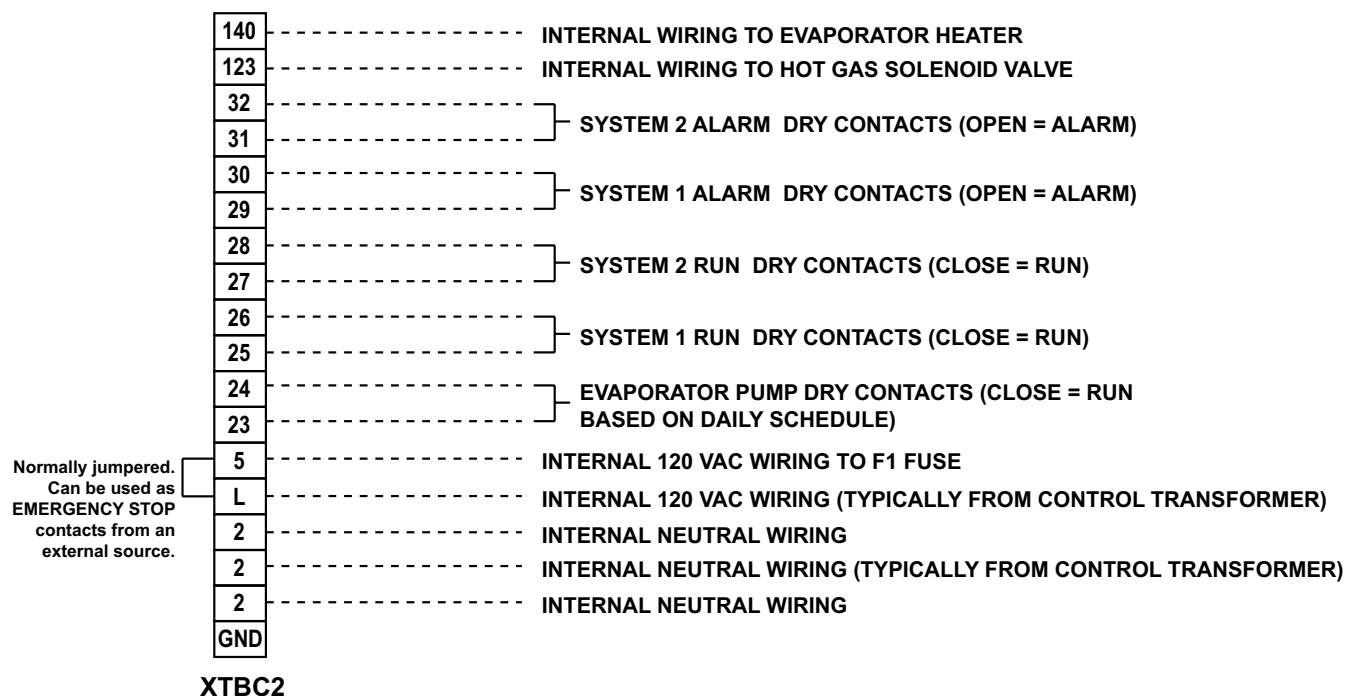 140 INTERNAL WIRING TO EVAPORATOR HEATER
123 INTERNAL WIRING TO HOT GAS SOLENOID VALVE
32
SYSTEM 2 ALARM DRY CONTACTS (OPEN = ALARM)
31
30
SYSTEM 1 ALARM DRY CONTACTS (OPEN = ALARM)
29
28
SYSTEM 2 RUN DRY CONTACTS (CLOSE = RUN)
27
26
SYSTEM 1 RUN DRY CONTACTS (CLOSE = RUN)
25
24
EVAPORATOR PUMP DRY CONTACTS (CLOSE = RUN
BASED ON DAILY SCHEDULE)
23
5 INTERNAL 120 VAC WIRING TO F1 FUSE
Normally jumpered.
Can be used as
EMERGENCY STOP
contacts from an
external source.
L INTERNAL 120 VAC WIRING (TYPICALLY FROM CONTROL TRANSFORMER)
2 INTERNAL NEUTRAL WIRING
2 INTERNAL NEUTRAL WIRING (TYPICALLY FROM CONTROL TRANSFORMER)
2 INTERNAL NEUTRAL WIRING
GND
XTBC2